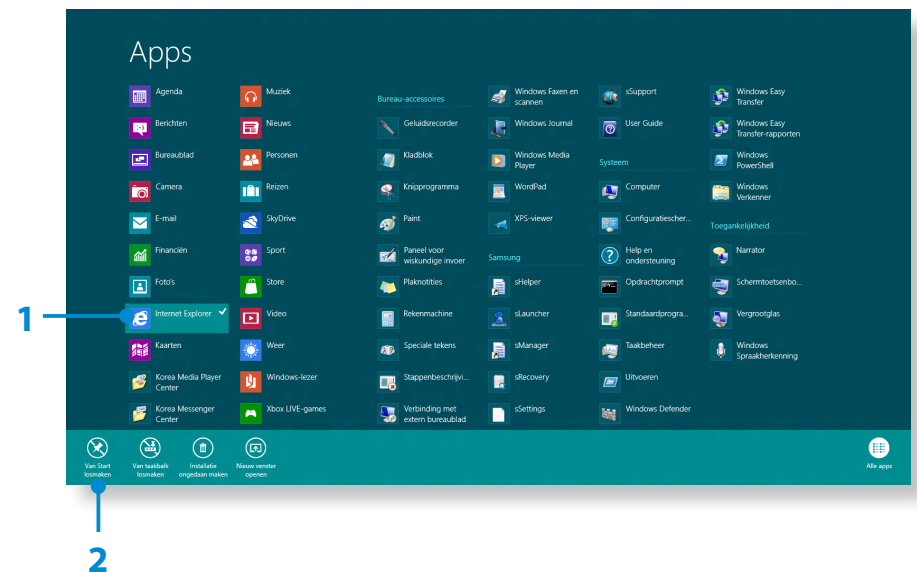 Apps
Agenda
Berichten
Bureaublad
Camera
E-mail
Financiën
Foto's
Internet Explorer
Kaarten
Korea Media Player
Center
Korea Messenger
Center
Muziek
Nieuws
Personen
Reizen
SkyDrive
Sport
Store
Video
Weer
Windows-lezer
Xbox LIVE-games
Bureau-accessoires
Geluidsrecorder
Kladblok
Knipprogramma
Paint
Paneel voor
wiskundige invoer
Plaknotities
Rekenmachine
Speciale tekens
Stappenbeschrijvi...
Verbinding met
extern bureaublad
Windows Faxen en
scannen
Windows Journal
Windows Media
Player
WordPad
XPS-viewer
Samsung
sHelper
sLauncher
sManager
sRecovery
sSettings
sSupport
User Guide
Systeem
Computer
Configuratiescher...
Help en
ondersteuning
Opdrachtprompt
Standaardprogra...
Taakbeheer
Uitvoeren
Windows Defender
Windows Easy
Transfer
Windows Easy
Transfer-rapporten
Windows
PowerShell
Windows
Verkenner
Toegankelijkheid
Narrator
Schermtoetsenbo...
Vergrootglas
Windows
Spraakherkenning
1
Van Start
losmaken
Van taakbalk
losmaken
Installatie
ongedaan maken
Nieuw venster
openen
Alle apps
2